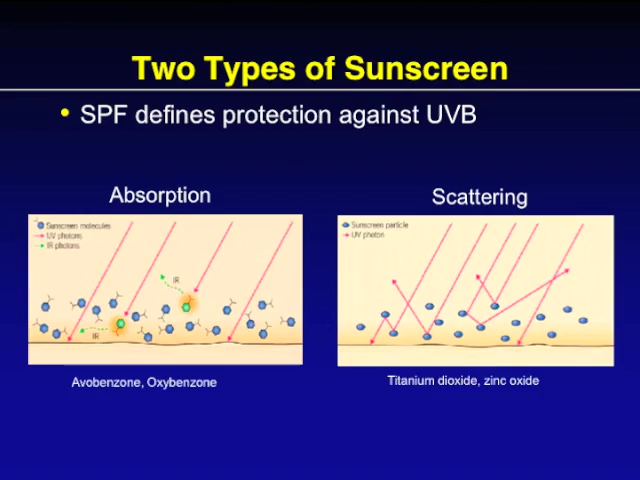 Two Types of Sunscreen
• SPF defines protection against UVB
Absorption
Scattering
Sunscreen molecules
UV photons
IR photons
IR
IR
Sunscreen particle
UV photon
Avobenzone, Oxybenzone
Titanium dioxide, zinc oxide